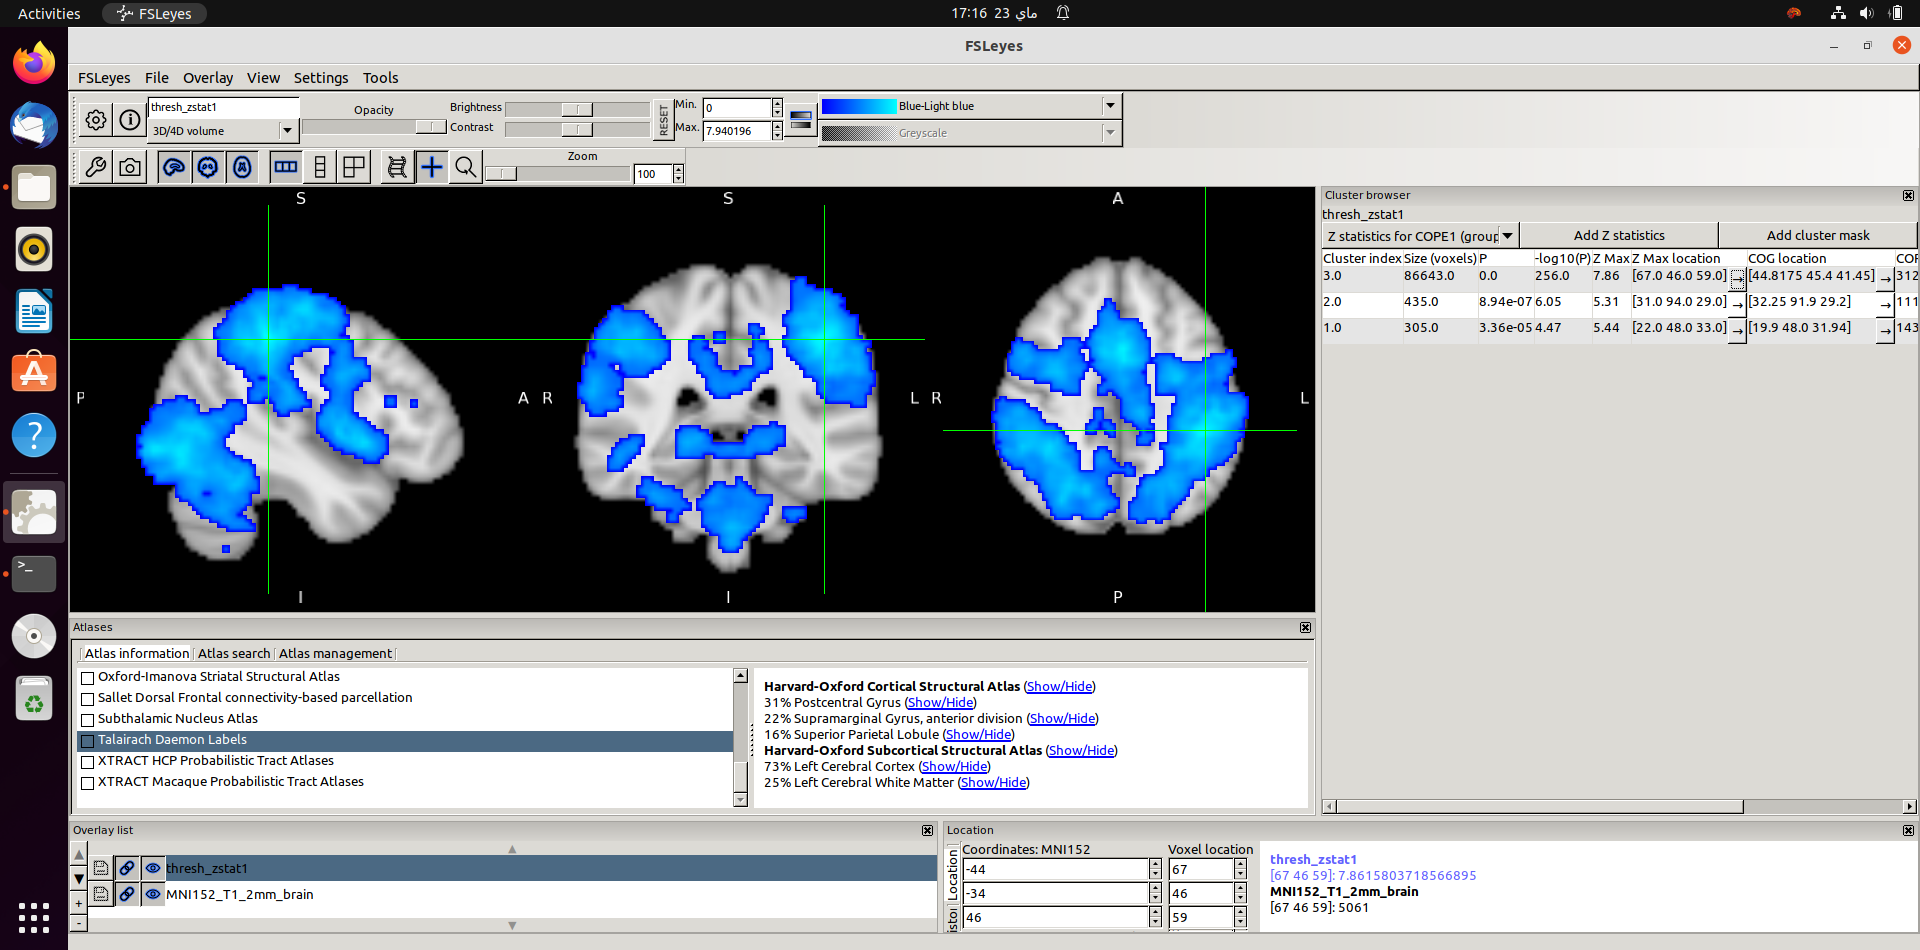 Activities
FSLeyes
17:16 23 ماي
FSLeyes
FSLeyes File Overlay View Settings Tools
thresh_zstat1
3D/4D volume
Opacity
Brightness
Contrast
RESET
Min. 0
Max. 7.940196
Blue-Light blue
Greyscale
Zoom
100
S S A
P A R L R L
I I P
Cluster browser
thresh_zstat1
Z statistics for COPE1 (group Add Z statistics Add cluster mask
Cluster index Size (voxels) P -log10(P) Z Max Z Max location COG location
3.0 86643.0 0.0 256.0 7.86 [67.0 46.0 59.0] → [44.8175 45.4 41.45] → 312
2.0 435.0 8.94e-07 6.05 5.31 [31.0 94.0 29.0] → [32.25 91.9 29.2] → 111
1.0 305.0 3.36e-05 4.47 5.44 [22.0 48.0 33.0] → [19.9 48.0 31.94] → 143
Atlases
Atlas information Atlas search Atlas management
Oxford-Imanova Striatal Structural Atlas
Sallet Dorsal Frontal connectivity-based parcellation
Subthalamic Nucleus Atlas
Talairach Daemon Labels
XTRACT HCP Probabilistic Tract Atlases
XTRACT Macaque Probabilistic Tract Atlases
Harvard-Oxford Cortical Structural Atlas (Show/Hide)
31% Postcentral Gyrus (Show/Hide)
22% Supramarginal Gyrus, anterior division (Show/Hide)
16% Superior Parietal Lobule (Show/Hide)
Harvard-Oxford Subcortical Structural Atlas (Show/Hide)
73% Left Cerebral Cortex (Show/Hide)
25% Left Cerebral White Matter (Show/Hide)
Overlay list
thresh_zstat1
MNI152_T1_2mm_brain
+
-
Location
Location
Coordinates: MNI152 Voxel location
-44 67
-34 46
46 59
thresh_zstat1
[67 46 59]: 7.8615803718566895
MNI152_T1_2mm_brain
[67 46 59]: 5061